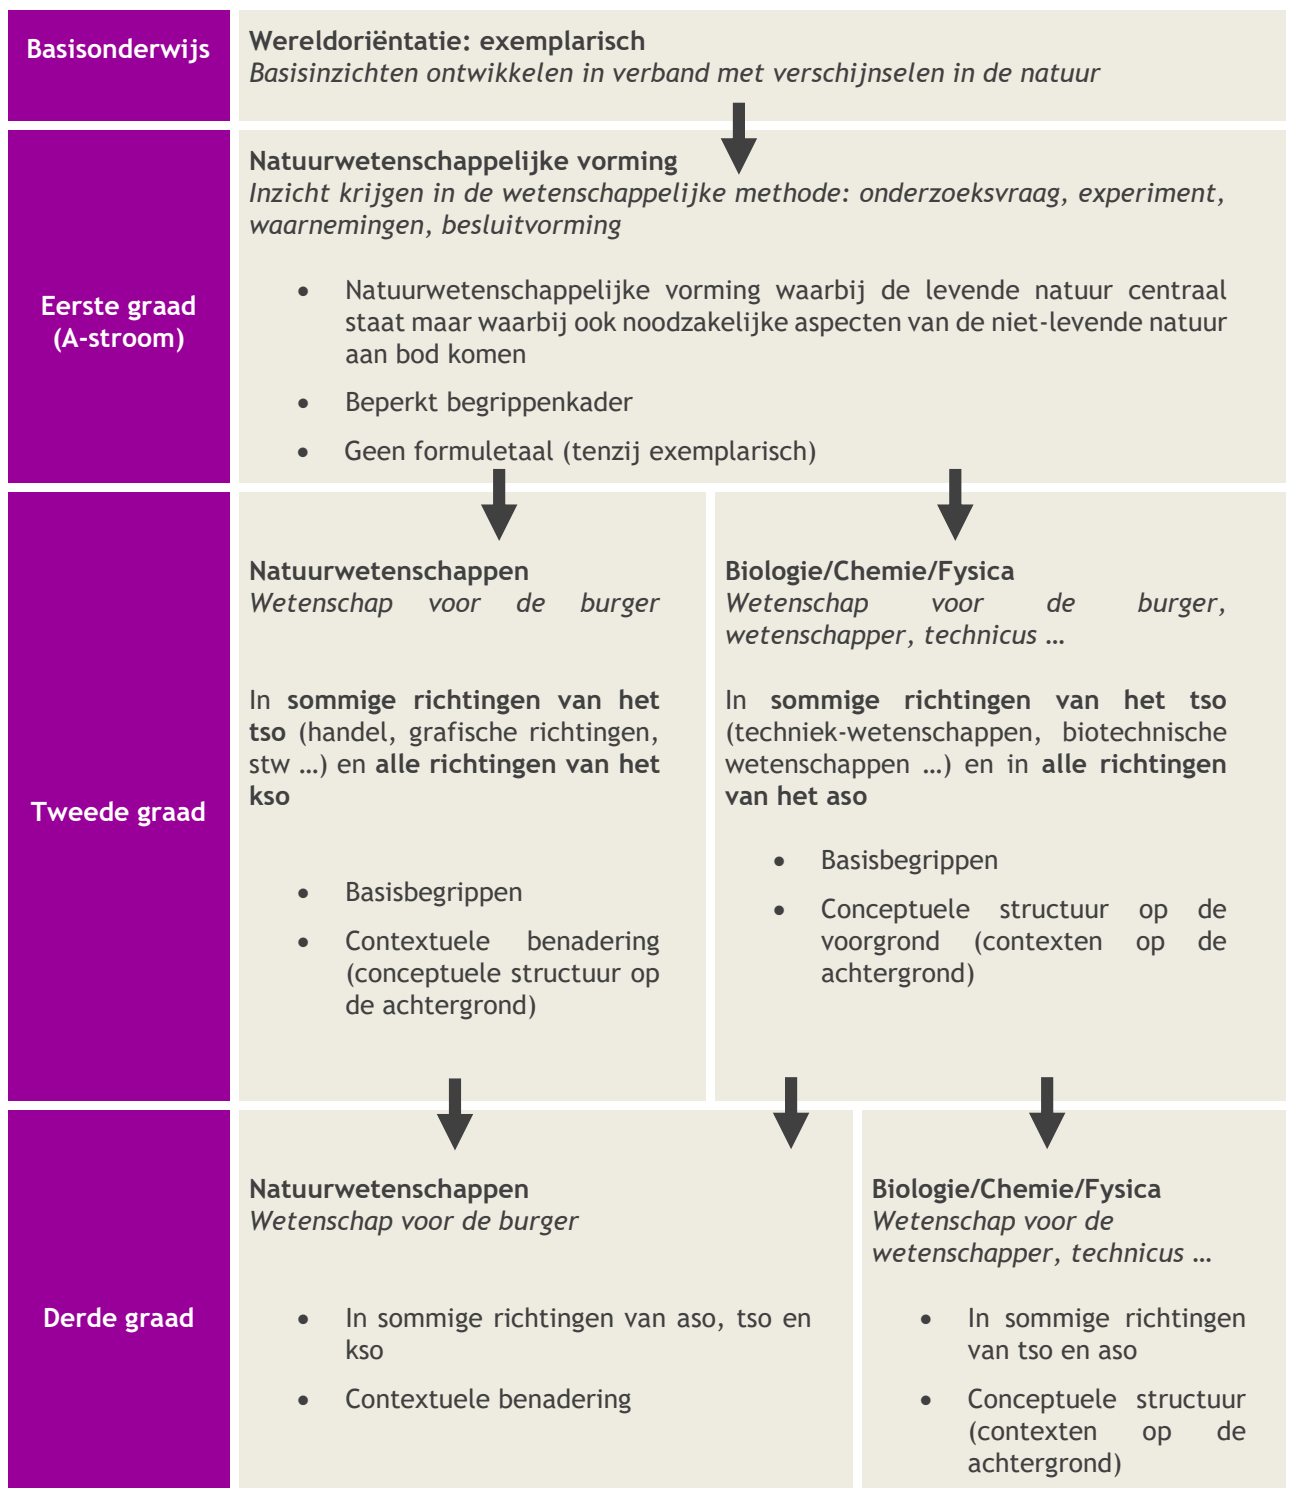 Basisonderwijs
Wereldoriëntatie: exemplarisch
Basisinzichten ontwikkelen in verband met verschijnselen in de natuur
Eerste graad
(A-stroom)
Natuurwetenschappelijke vorming
Inzicht krijgen in de wetenschappelijke methode: onderzoeksvraag, experiment,
waarnemingen, besluitvorming
• Natuurwetenschappelijke vorming waarbij de levende natuur centraal
staat maar waarbij ook noodzakelijke aspecten van de niet-levende natuur
aan bod komen
• Beperkt begrippenkader
• Geen formuletaal (tenzij exemplarisch)
Tweede graad
Natuurwetenschappen
Wetenschap voor de burger
In sommige richtingen van het
tso (handel, grafische richtingen,
stw …) en alle richtingen van het
kso
• Basisbegrippen
• Contextuele benadering
(conceptuele structuur op
de achtergrond)
Biologie/Chemie/Fysica
Wetenschap voor de burger,
wetenschapper, technicus …
In sommige richtingen van het tso
(techniek-wetenschappen, biotechnische
wetenschappen …) en in alle richtingen
van het aso
• Basisbegrippen
• Conceptuele structuur op de
voorgrond (contexten op de
achtergrond)
Derde graad
Natuurwetenschappen
Wetenschap voor de burger
• In sommige richtingen van aso, tso en
kso
• Contextuele benadering
Biologie/Chemie/Fysica
Wetenschap voor de
wetenschapper, technicus …
• In sommige richtingen
van tso en aso
• Conceptuele structuur
(contexten op de
achtergrond)